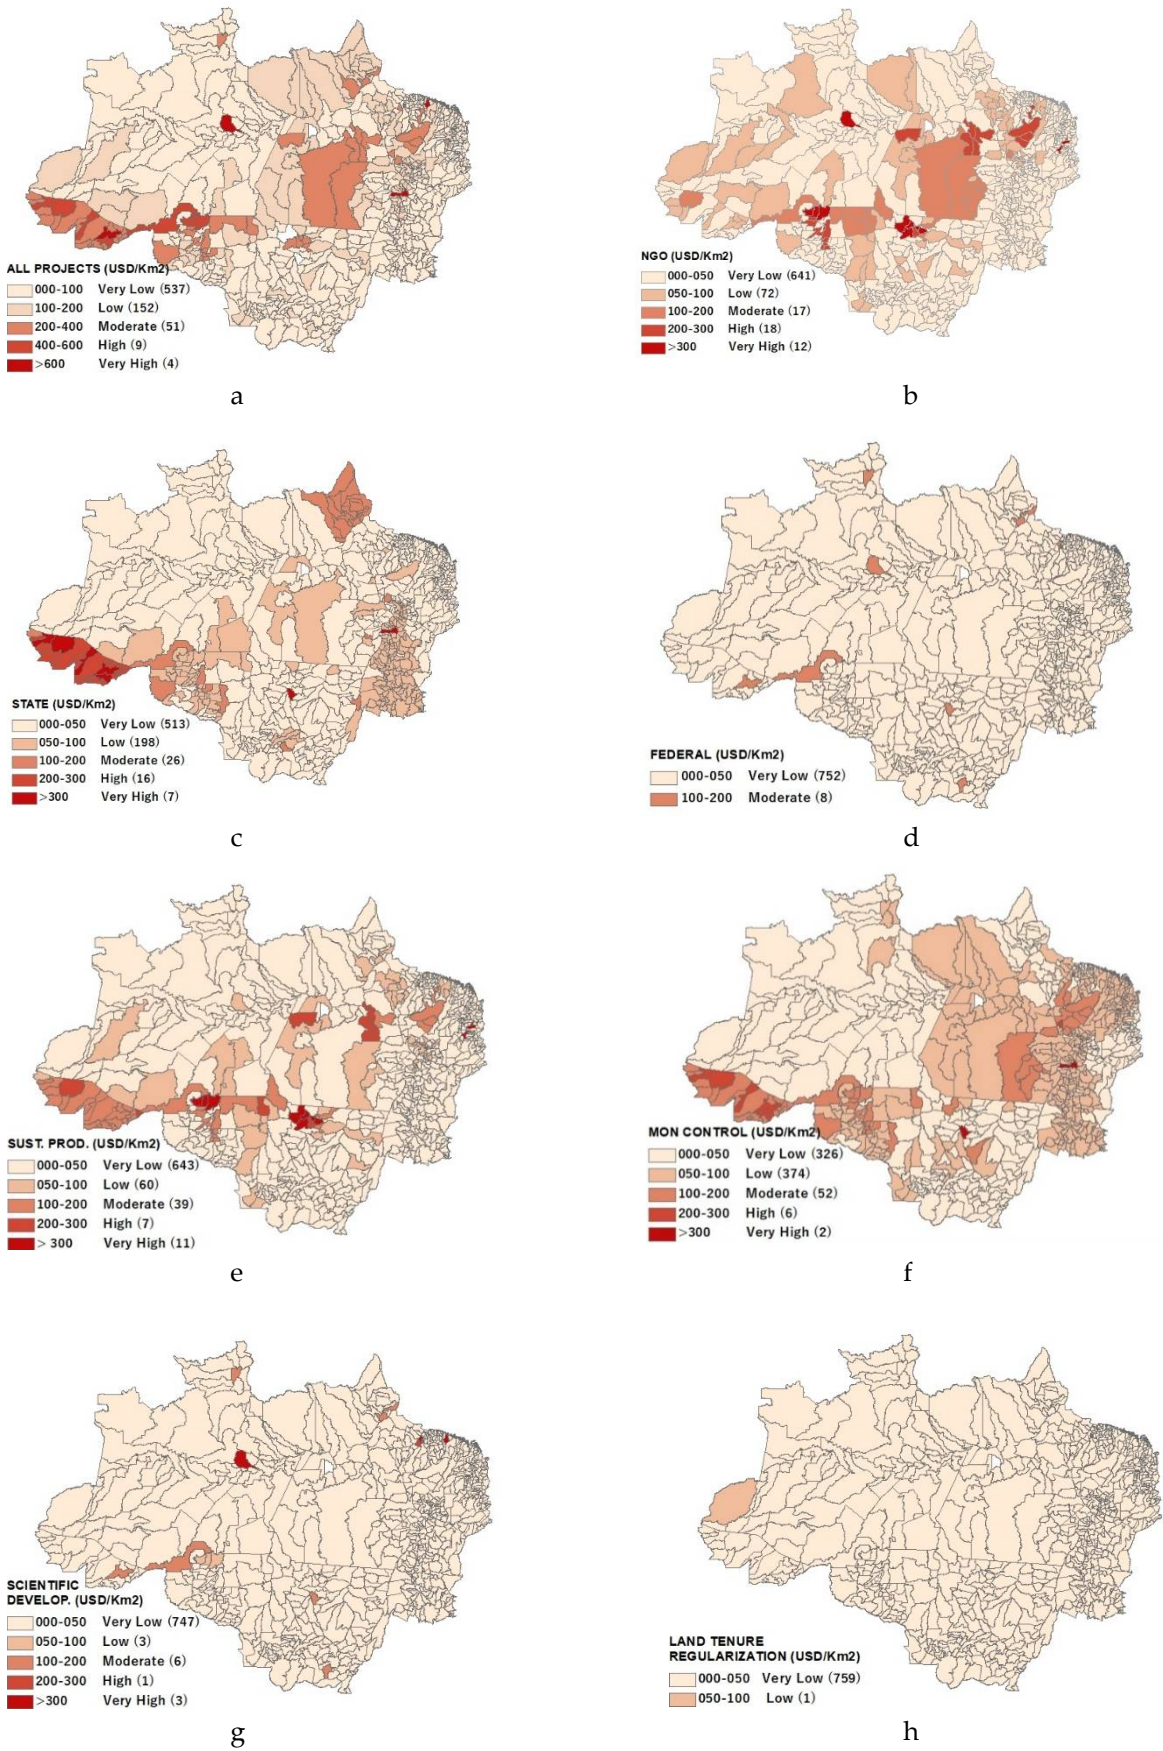 ALL PROJECTS (USD/Km2)
000-100 Very Low (537)
100-200 Low (152)
200-400 Moderate (51)
400-600 High (9)
>600 Very High (4)
a
NGO (USD/Km2)
000-050 Very Low (641)
050-100 Low (72)
100-200 Moderate (17)
200-300 High (18)
>300 Very High (12)
b
STATE (USD/Km2)
000-050 Very Low (513)
050-100 Low (198)
100-200 Moderate (26)
200-300 High (16)
>300 Very High (7)
c
FEDERAL (USD/Km2)
000-050 Very Low (752)
100-200 Moderate (8)
d
SUST. PROD. (USD/Km2)
000-050 Very Low (643)
050-100 Low (60)
100-200 Moderate (39)
200-300 High (7)
> 300 Very High (11)
e
MON CONTROL (USD/Km2)
000-050 Very Low (326)
050-100 Low (374)
100-200 Moderate (52)
200-300 High (6)
>300 Very High (2)
f
SCIENTIFIC
DEVELOP. (USD/Km2)
000-050 Very Low (747)
050-100 Low (3)
100-200 Moderate (6)
200-300 High (1)
>300 Very High (3)
g
LAND TENURE
REGULARIZATION (USD/Km2)
000-050 Very Low (759)
050-100 Low (1)
h